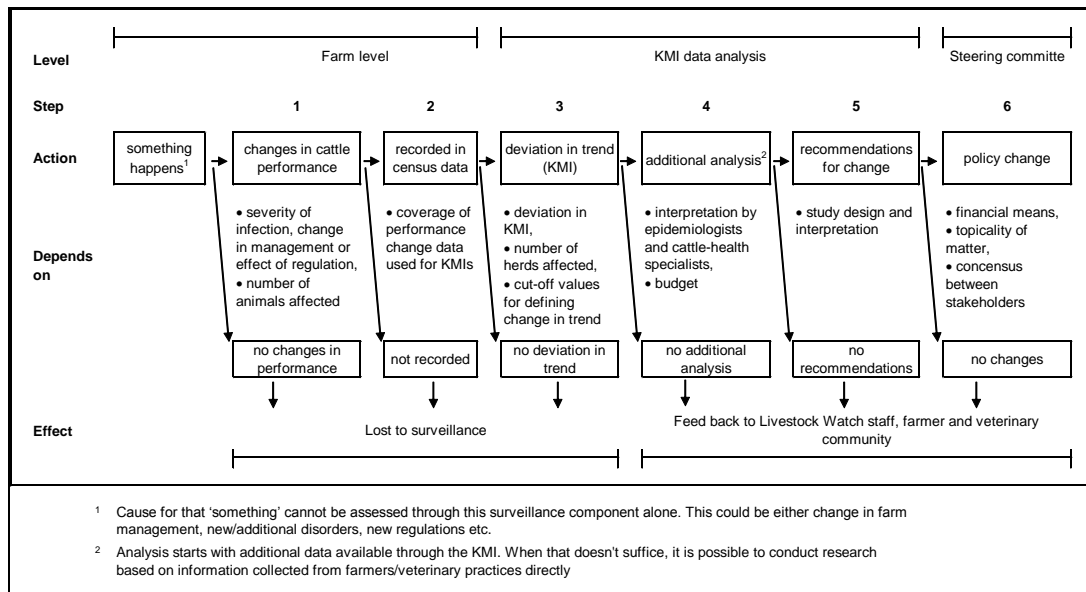 Level
Farm level
KMI data analysis
Steering committe
Step
1
2
3
4
5
6
Action
something
happens1
changes in cattle
performance
recorded in
census data
deviation in trend
(KMI)
additional analysis2
recommendations
for change
policy change
Depends
on
• severity of
infection, change
in management or
effect of regulation,
• number of
animals affected
• coverage of
performance
change data
used for KMIs
• deviation in
KMI,
• number of
herds affected,
• cut-off values
for defining
change in trend
• interpretation by
epidemiologists
and cattle-health
specialists,
• budget
• study design and
interpretation
• financial means,
• topicality of
matter,
• concensus
between
stakeholders
no changes in
performance
not recorded
no deviation in
trend
no additional
analysis
no
recommendations
no changes
Effect
Lost to surveillance
Feed back to Livestock Watch staff, farmer and veterinary
community
1 Cause for that ‘something’ cannot be assessed through this surveillance component alone. This could be either change in farm
management, new/additional disorders, new regulations etc.
2 Analysis starts with additional data available through the KMI. When that doesn’t suffice, it is possible to conduct research
based on information collected from farmers/veterinary practices directly